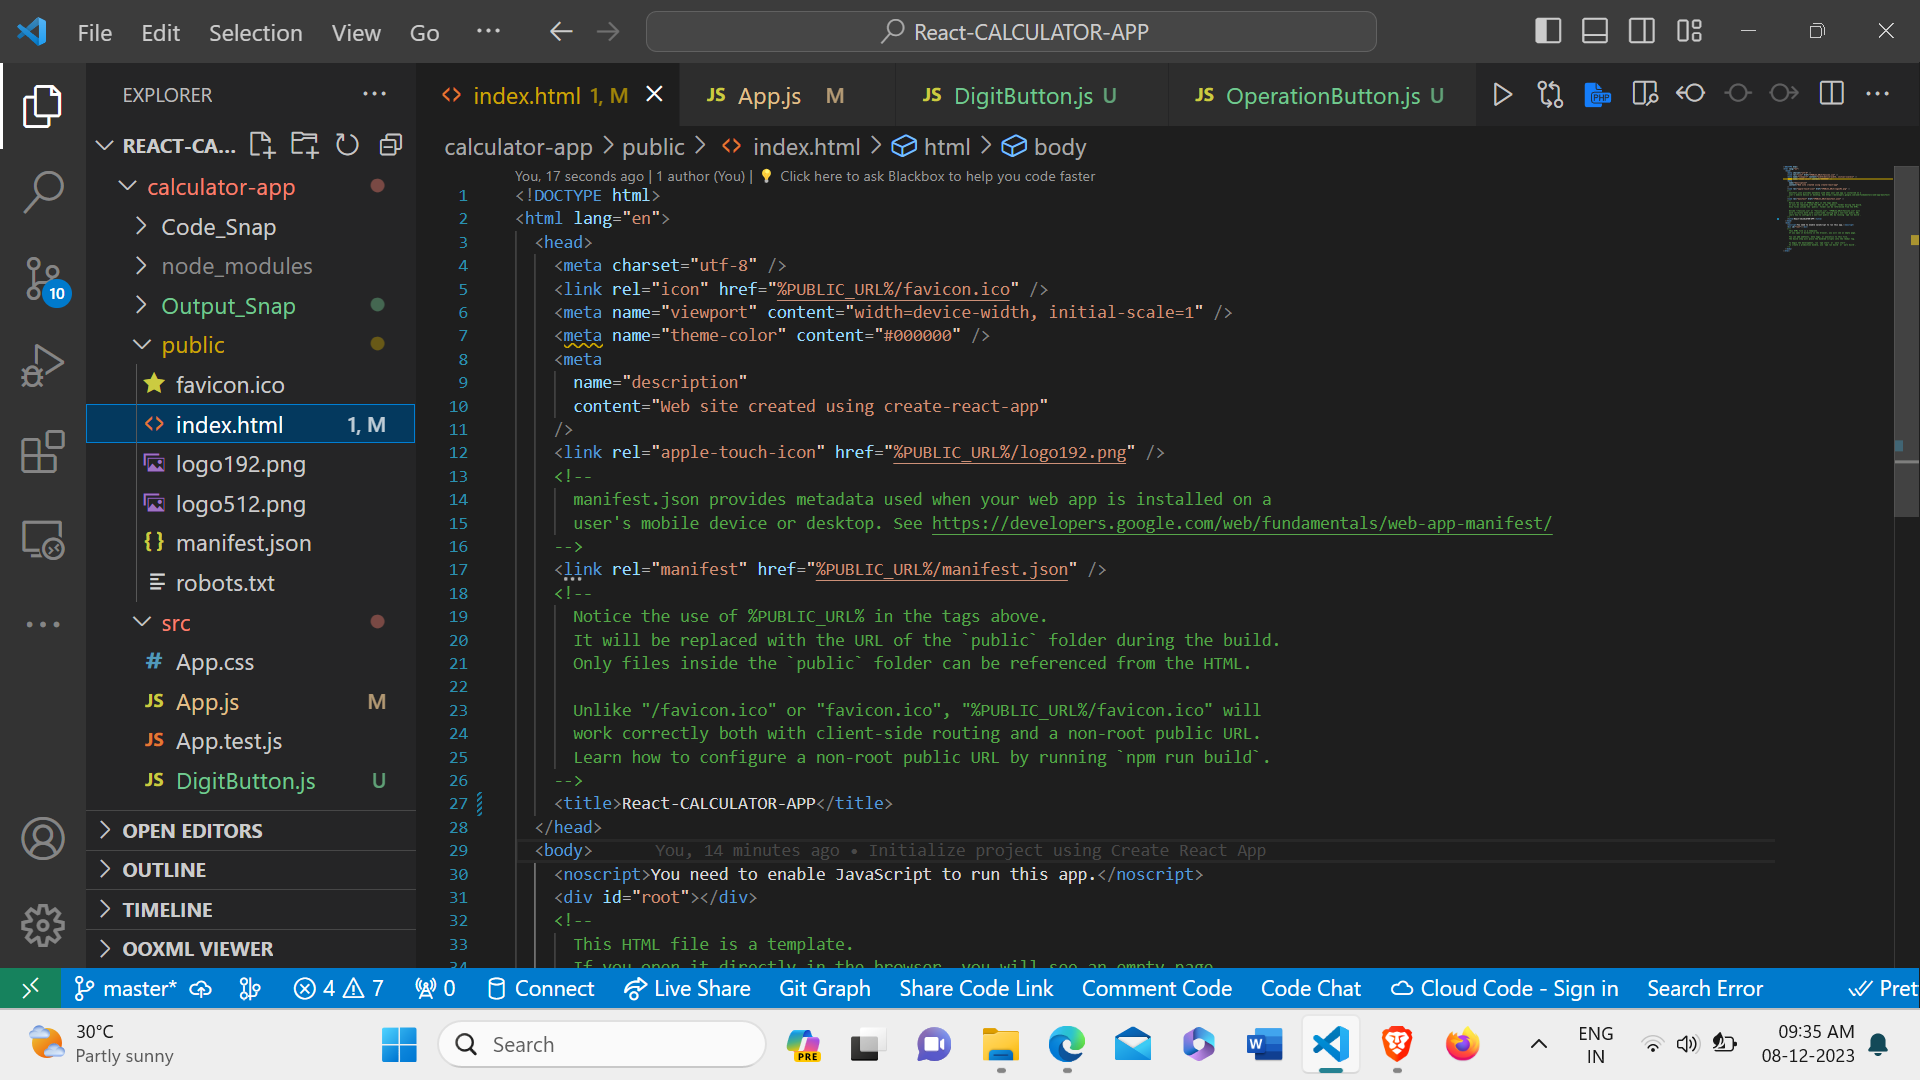 File Edit Selection View Go ···
React-CALCULATOR-APP
EXPLORER
index.html 1, M
JS App.js M
JS DigitButton.js U
JS OperationButton.js U
REACT-CA...
calculator-app > public > index.html > html > body
calculator-app
Code_Snap
node_modules
Output_Snap
public
favicon.ico
index.html 1, M
logo192.png
logo512.png
manifest.json
robots.txt
src
# App.css
JS App.js M
JS App.test.js
JS DigitButton.js U
OPEN EDITORS
OUTLINE
TIMELINE
OOXML VIEWER
10
You, 17 seconds ago | 1 author (You) | Click here to ask Blackbox to help you code faster
1 <!DOCTYPE html>
2 <html lang="en">
3 <head>
4 <meta charset="utf-8" />
5 <link rel="icon" href="%PUBLIC_URL%/favicon.ico" />
6 <meta name="viewport" content="width=device-width, initial-scale=1" />
7 <meta name="theme-color" content="#000000" />
8 <meta
9 name="description"
10 content="Web site created using create-react-app"
11 />
12 <link rel="apple-touch-icon" href="%PUBLIC_URL%/logo192.png" />
13 <!--
14 manifest.json provides metadata used when your web app is installed on a
15 user's mobile device or desktop. See https://developers.google.com/web/fundamentals/web-app-manifest/
16 -->
17 <link rel="manifest" href="%PUBLIC_URL%/manifest.json" />
18 <!--
19 Notice the use of %PUBLIC_URL% in the tags above.
20 It will be replaced with the URL of the `public` folder during the build.
21 Only files inside the `public` folder can be referenced from the HTML.
22
23 Unlike "/favicon.ico" or "favicon.ico", "%PUBLIC_URL%/favicon.ico" will
24 work correctly both with client-side routing and a non-root public URL.
25 Learn how to configure a non-root public URL by running `npm run build`.
26 -->
27 <title>React-CALCULATOR-APP</title>
28 </head>
29 <body> You, 14 minutes ago • Initialize project using Create React App
30 <noscript>You need to enable JavaScript to run this app.</noscript>
31 <div id="root"></div>
32 <!--
33 This HTML file is a template.
34 If you open it directly in the browser, you will see an empty page.
master* 4 7 0 Connect Live Share Git Graph Share Code Link Comment Code Code Chat Cloud Code - Sign in Search Error Pret
30°C
Partly sunny
Search
PRE
ENG
IN
09:35 AM
08-12-2023